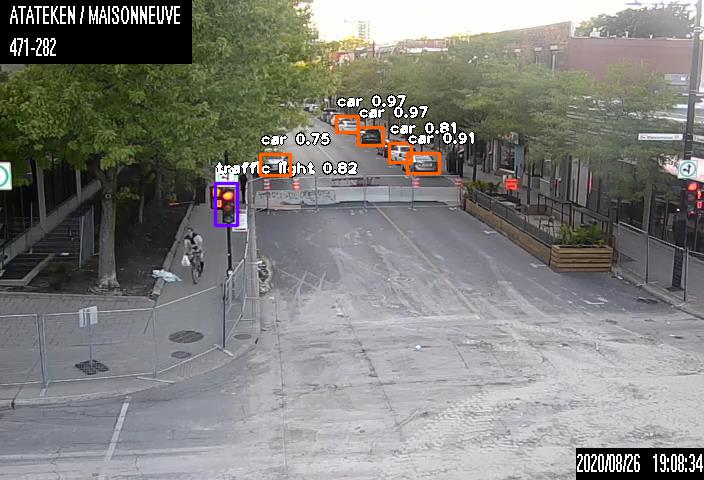 ATATEKEN / MAISONNEUVE
471-282
car 0.97
car 0.97
car 0.81
car 0.91
car 0.75
traffic light 0.82
2020/08/26 19:08:34